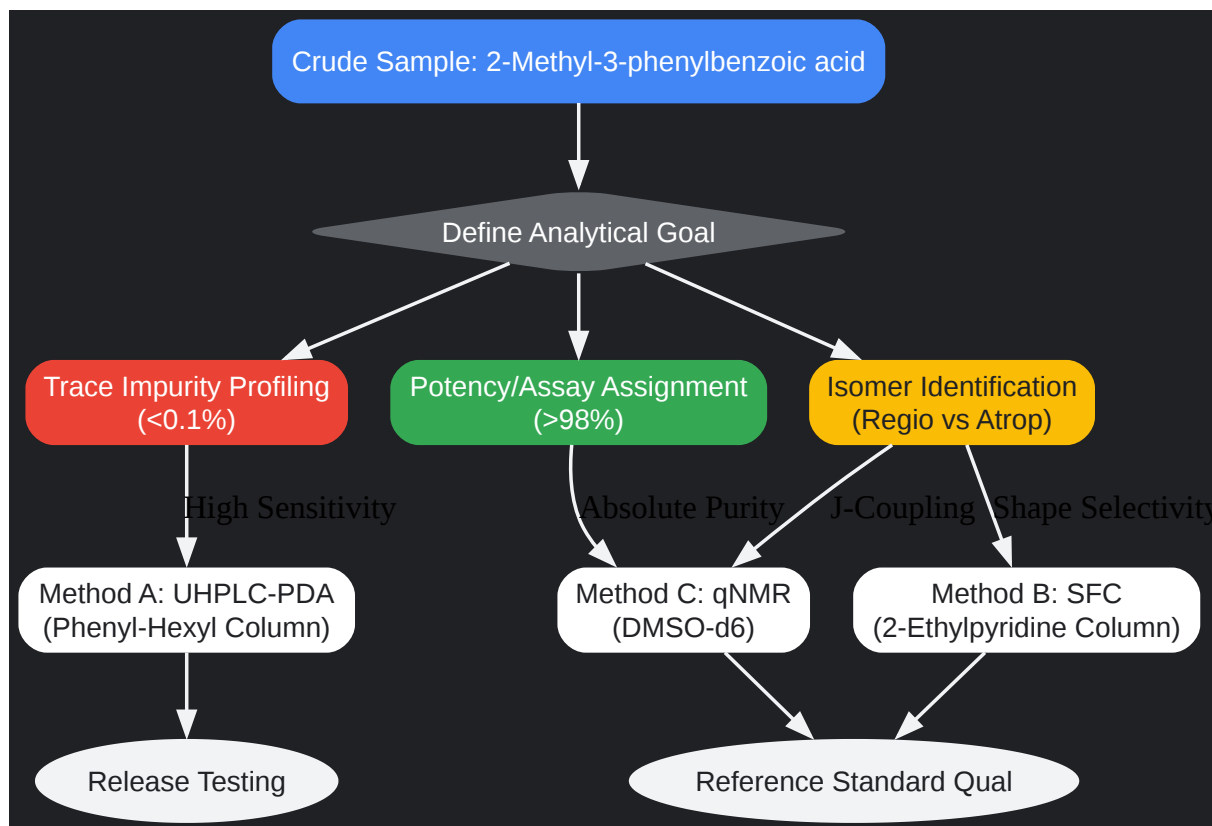 Crude Sample: 2-Methyl-3-phenylbenzoic acid
Define Analytical Goal
Trace Impurity Profiling
(<0.1%)
Potency/Assay Assignment
(>98%)
Isomer Identification
(Regio vs Atrop)
High Sensitivity
Absolute Purity
J-Coupling
Shape Selectivity
Method A: UHPLC-PDA
(Phenyl-Hexyl Column)
Method C: qNMR
(DMSO-d6)
Method B: SFC
(2-Ethylpyridine Column)
Release Testing
Reference Standard Qual